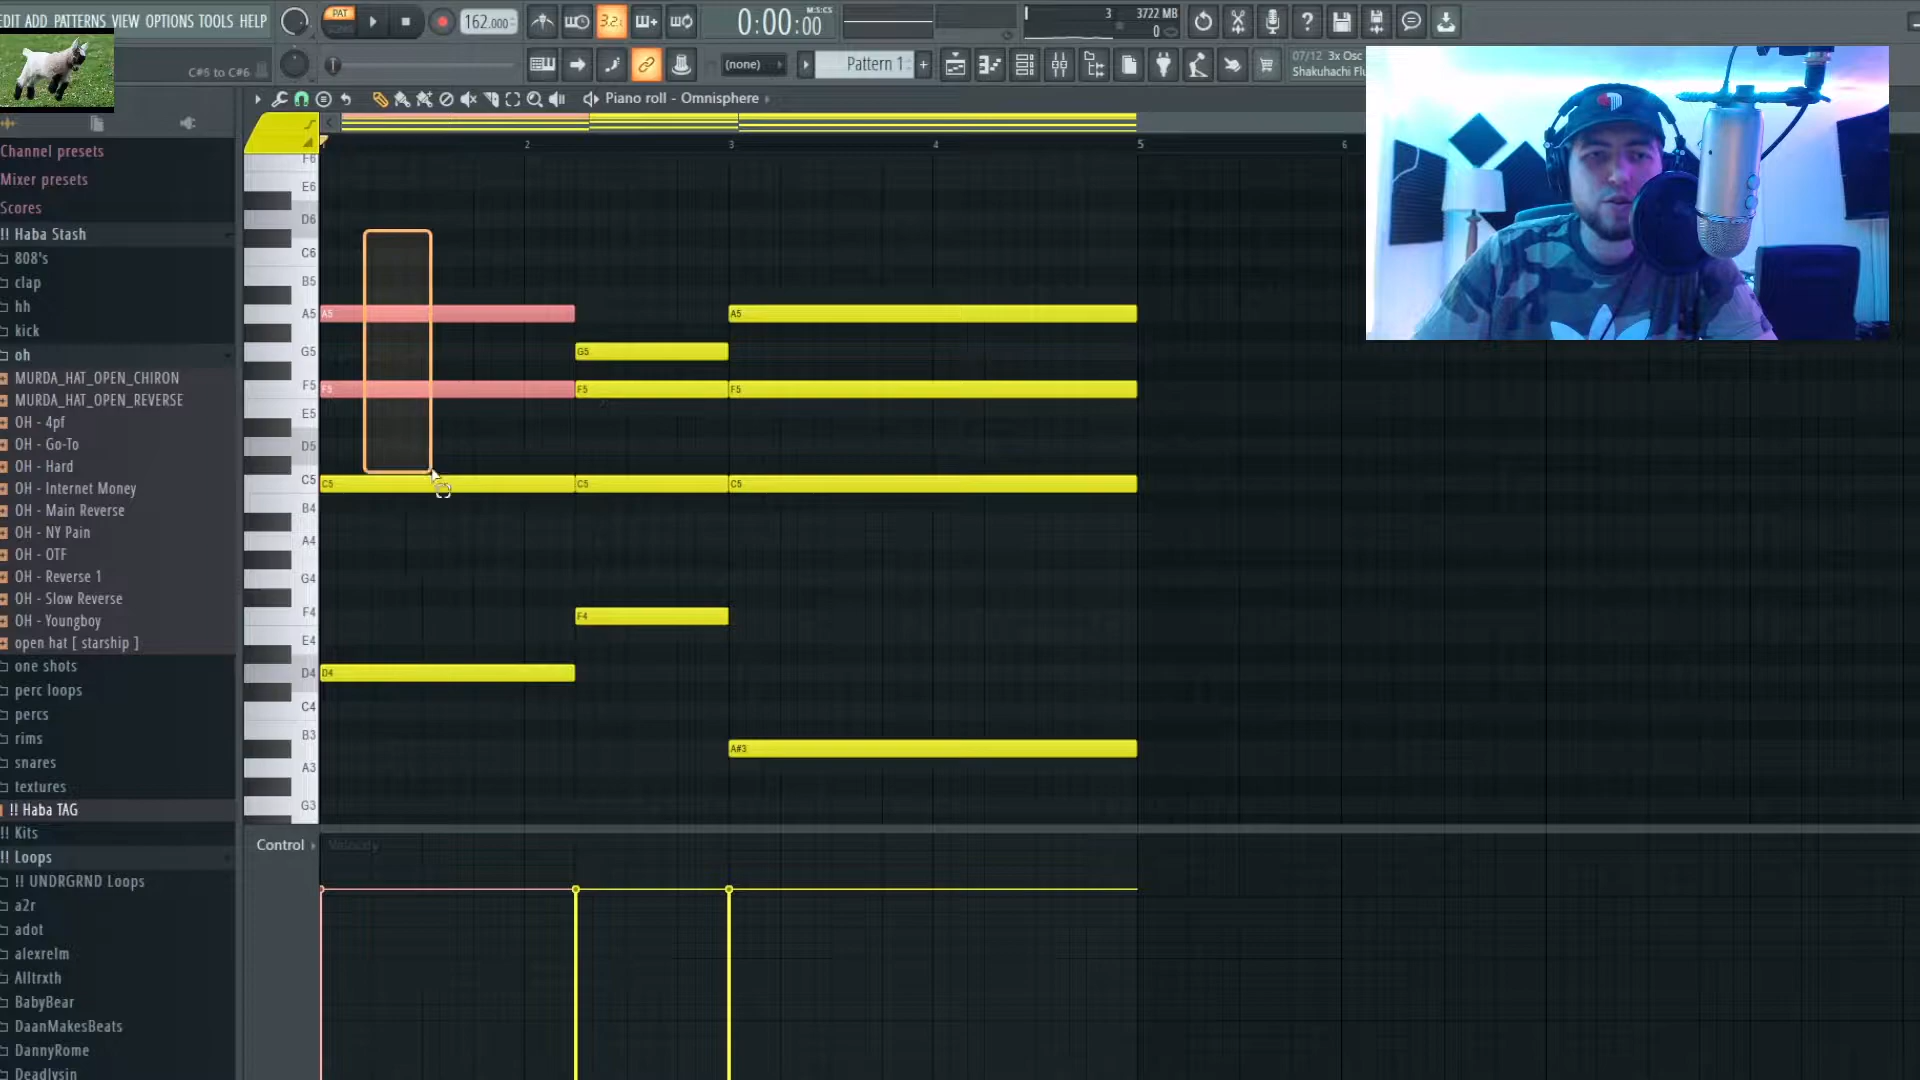 EDIT ADD PATTERNS VIEW OPTIONS TOOLS HELP
PAT
162.000
3.2.
0:00:00
M:S:CS
3
3722 MB
0
C#5 to C#6
(none)
Pattern 1
+
07/12 3x Osc
Shakuhachi Flu
Piano roll - Omnisphere
Channel presets
Mixer presets
Scores
!! Haba Stash
808's
clap
hh
kick
oh
MURDA_HAT_OPEN_CHIRON
MURDA_HAT_OPEN_REVERSE
OH - 4pf
OH - Go-To
OH - Hard
OH - Internet Money
OH - Main Reverse
OH - NY Pain
OH - OTF
OH - Reverse 1
OH - Slow Reverse
OH - Youngboy
open hat [ starship ]
one shots
perc loops
percs
rims
snares
textures
!! Haba TAG
!! Kits
!! Loops
!! UNDRGRND Loops
a2r
adot
alexrelm
Alltrxth
BabyBear
DaanMakesBeats
DannyRome
Deadlysin
2
3
4
5
6
F6
E6
D6
C6
B5
A5
G5
F5
E5
D5
C5
B4
A4
G4
F4
E4
D4
C4
B3
A3
G3
A5
A5
G5
F5
F5
F5
C5
C5
C5
F4
D4
A#3
Control
Velocity